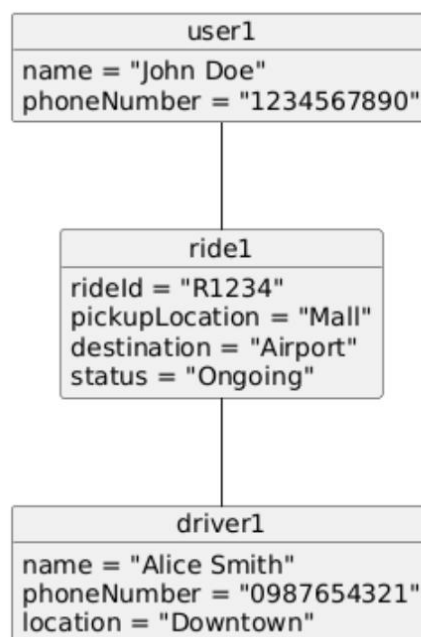 user1
name = "John Doe"
phoneNumber = "1234567890"
ride1
rideId = "R1234"
pickupLocation = "Mall"
destination = "Airport"
status = "Ongoing"
driver1
name = "Alice Smith"
phoneNumber = "0987654321"
location = "Downtown"